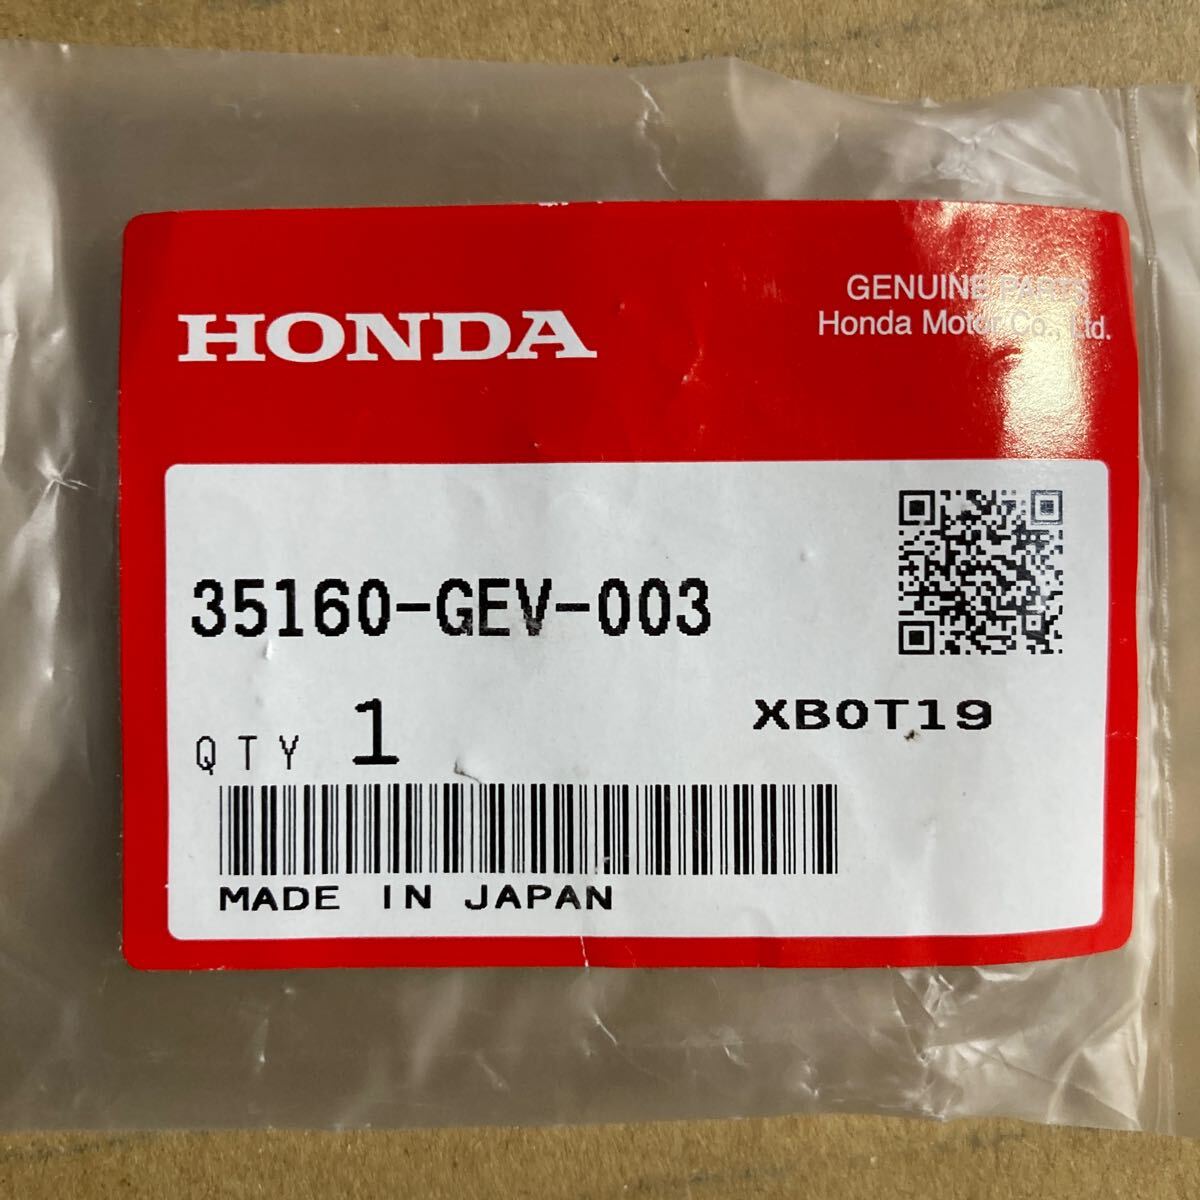 HONDA
GENUINE PARTS
Honda Motor Co., Ltd.
35160-GEV-003
QTY 1
XB0T19
MADE IN JAPAN